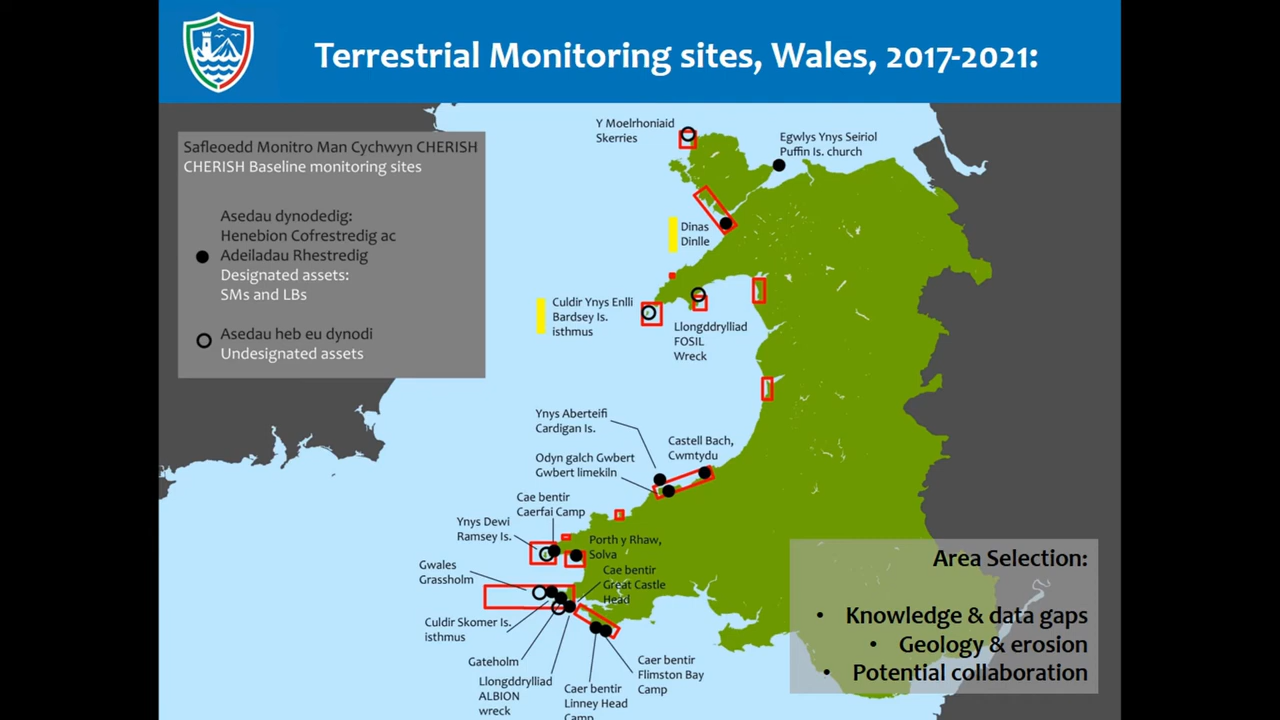 Terrestrial Monitoring sites, Wales, 2017-2021:
Safleoedd Monitro Man Cychwyn CHERISH
CHERISH Baseline monitoring sites
Asedau dynodedig:
Henebion Cofrestredig ac
Adeiladau Rhestredig
Designated assets:
SMs and LBs
Asedau heb eu dynodi
Undesignated assets
Y Moelrhoniaid
Skerries
Egwlys Ynys Seiriol
Puffin Is. church
Dinas
Dinlle
Culdir Ynys Enlli
Bardsey Is.
isthmus
Llongddrylliad
FOSIL
Wreck
Ynys Aberteifi
Cardigan Is.
Castell Bach,
Cwmtydu
Odyn galch Gwbert
Gwbert limekiln
Cae bentir
Caerfai Camp
Ynys Dewi
Ramsey Is.
Porth y Rhaw,
Solva
Gwales
Grassholm
Cae bentir
Great Castle
Head
Culdir Skomer Is.
isthmus
Gateholm
Llongddrylliad
ALBION
wreck
Caer bentir
Linney Head
Camp
Caer bentir
Flimston Bay
Camp
Area Selection:
• Knowledge & data gaps
• Geology & erosion
• Potential collaboration